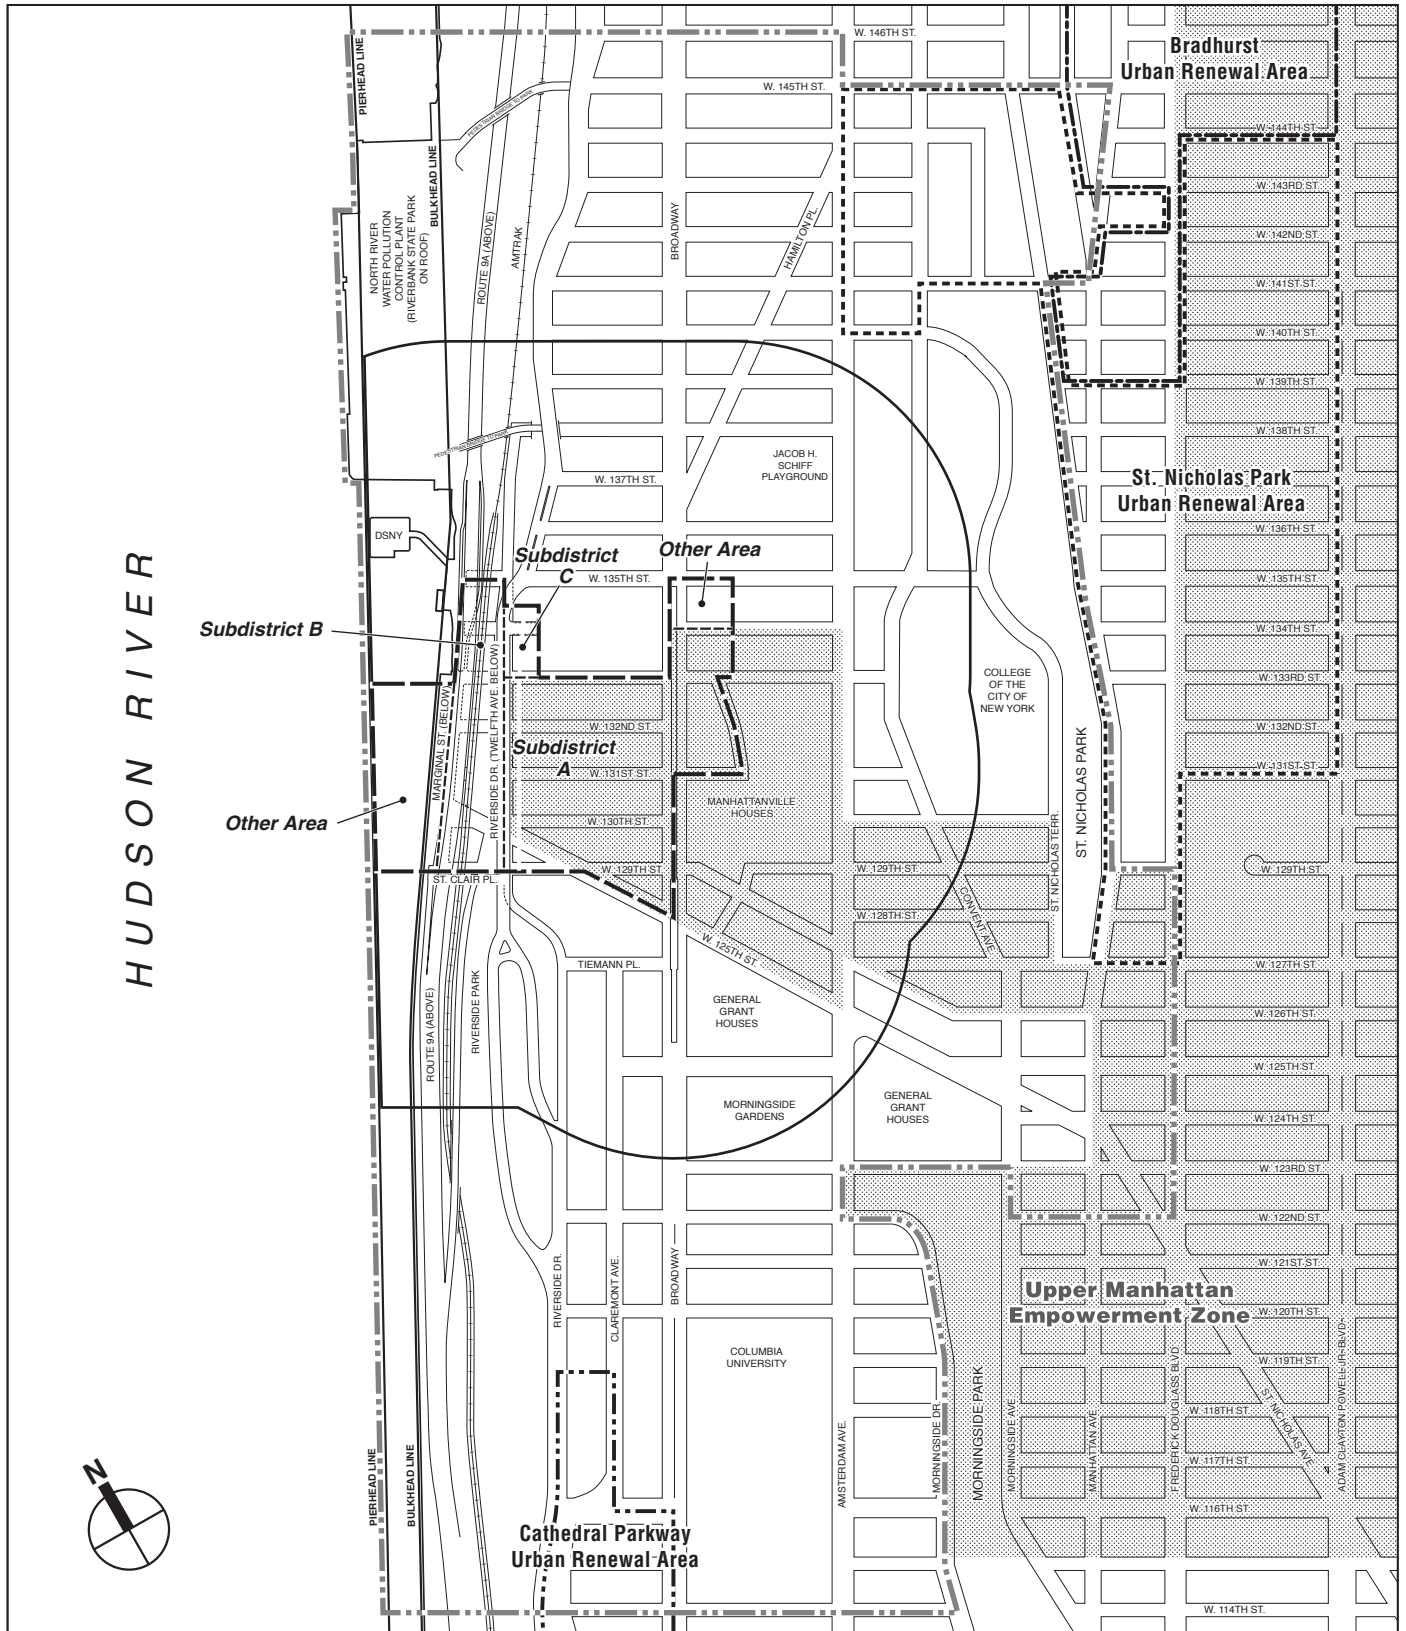 W. 146TH ST.
Bradhurst
Urban Renewal Area
PIERHEAD LINE
W. 145TH ST.
PEDESTRIAN BRIDGE TO PARK
W. 144TH ST.
BULKHEAD LINE
W. 143RD ST.
NORTH RIVER
WATER POLLUTION
CONTROL PLANT
(RIVERBANK STATE PARK
ON ROOF)
ROUTE 9A (ABOVE)
AMTRAK
BROADWAY
HAMILTON PL.
W. 142ND ST.
W. 141ST ST.
W. 140TH ST.
W. 139TH ST.
W. 138TH ST.
PEDESTRIAN BRIDGE TO PARK
JACOB H.
SCHIFF
PLAYGROUND
W. 137TH ST.
St. Nicholas Park
Urban Renewal Area
W. 136TH ST.
DSNY
Subdistrict
C
Other Area
W. 135TH ST.
W. 135TH ST.
HUDSON RIVER
Subdistrict B
W. 134TH ST.
RIVERSIDE DR. (TWELFTH AVE. BELOW)
MARGINAL ST. (BELOW)
COLLEGE
OF THE
CITY OF
NEW YORK
W. 133RD ST.
W. 132ND ST.
W. 132ND ST.
Subdistrict
A
ST. NICHOLAS PARK
W. 131ST ST.
W. 131ST ST.
MANHATTANVILLE
HOUSES
Other Area
W. 130TH ST.
ST. NICHOLAS TERR.
W. 129TH ST.
W. 129TH ST.
W. 129TH ST.
ST. CLAIR PL.
CONVENT AVE.
W. 128TH ST.
W. 125TH ST.
TIEMANN PL.
W. 127TH ST.
ROUTE 9A (ABOVE)
RIVERSIDE PARK
GENERAL
GRANT
HOUSES
W. 126TH ST.
W. 125TH ST.
MORNINGSIDE
GARDENS
GENERAL
GRANT
HOUSES
W. 124TH ST.
W. 123RD ST.
W. 122ND ST.
RIVERSIDE DR.
CLAREMONT AVE.
BROADWAY
W. 121ST ST.
Upper Manhattan
Empowerment Zone
W. 120TH ST.
COLUMBIA
UNIVERSITY
W. 119TH ST.
AMSTERDAM AVE.
MORNINGSIDE DR.
MORNINGSIDE PARK
MORNINGSIDE AVE.
MANHATTAN AVE.
FREDERICK DOUGLASS BLVD.
ST. NICHOLAS AVE.
ADAM CLAYTON POWELL JR. BLVD.
W. 118TH ST.
W. 117TH ST.
N
PIERHEAD LINE
BULKHEAD LINE
W. 116TH ST.
Cathedral Parkway
Urban Renewal Area
W. 114TH ST.